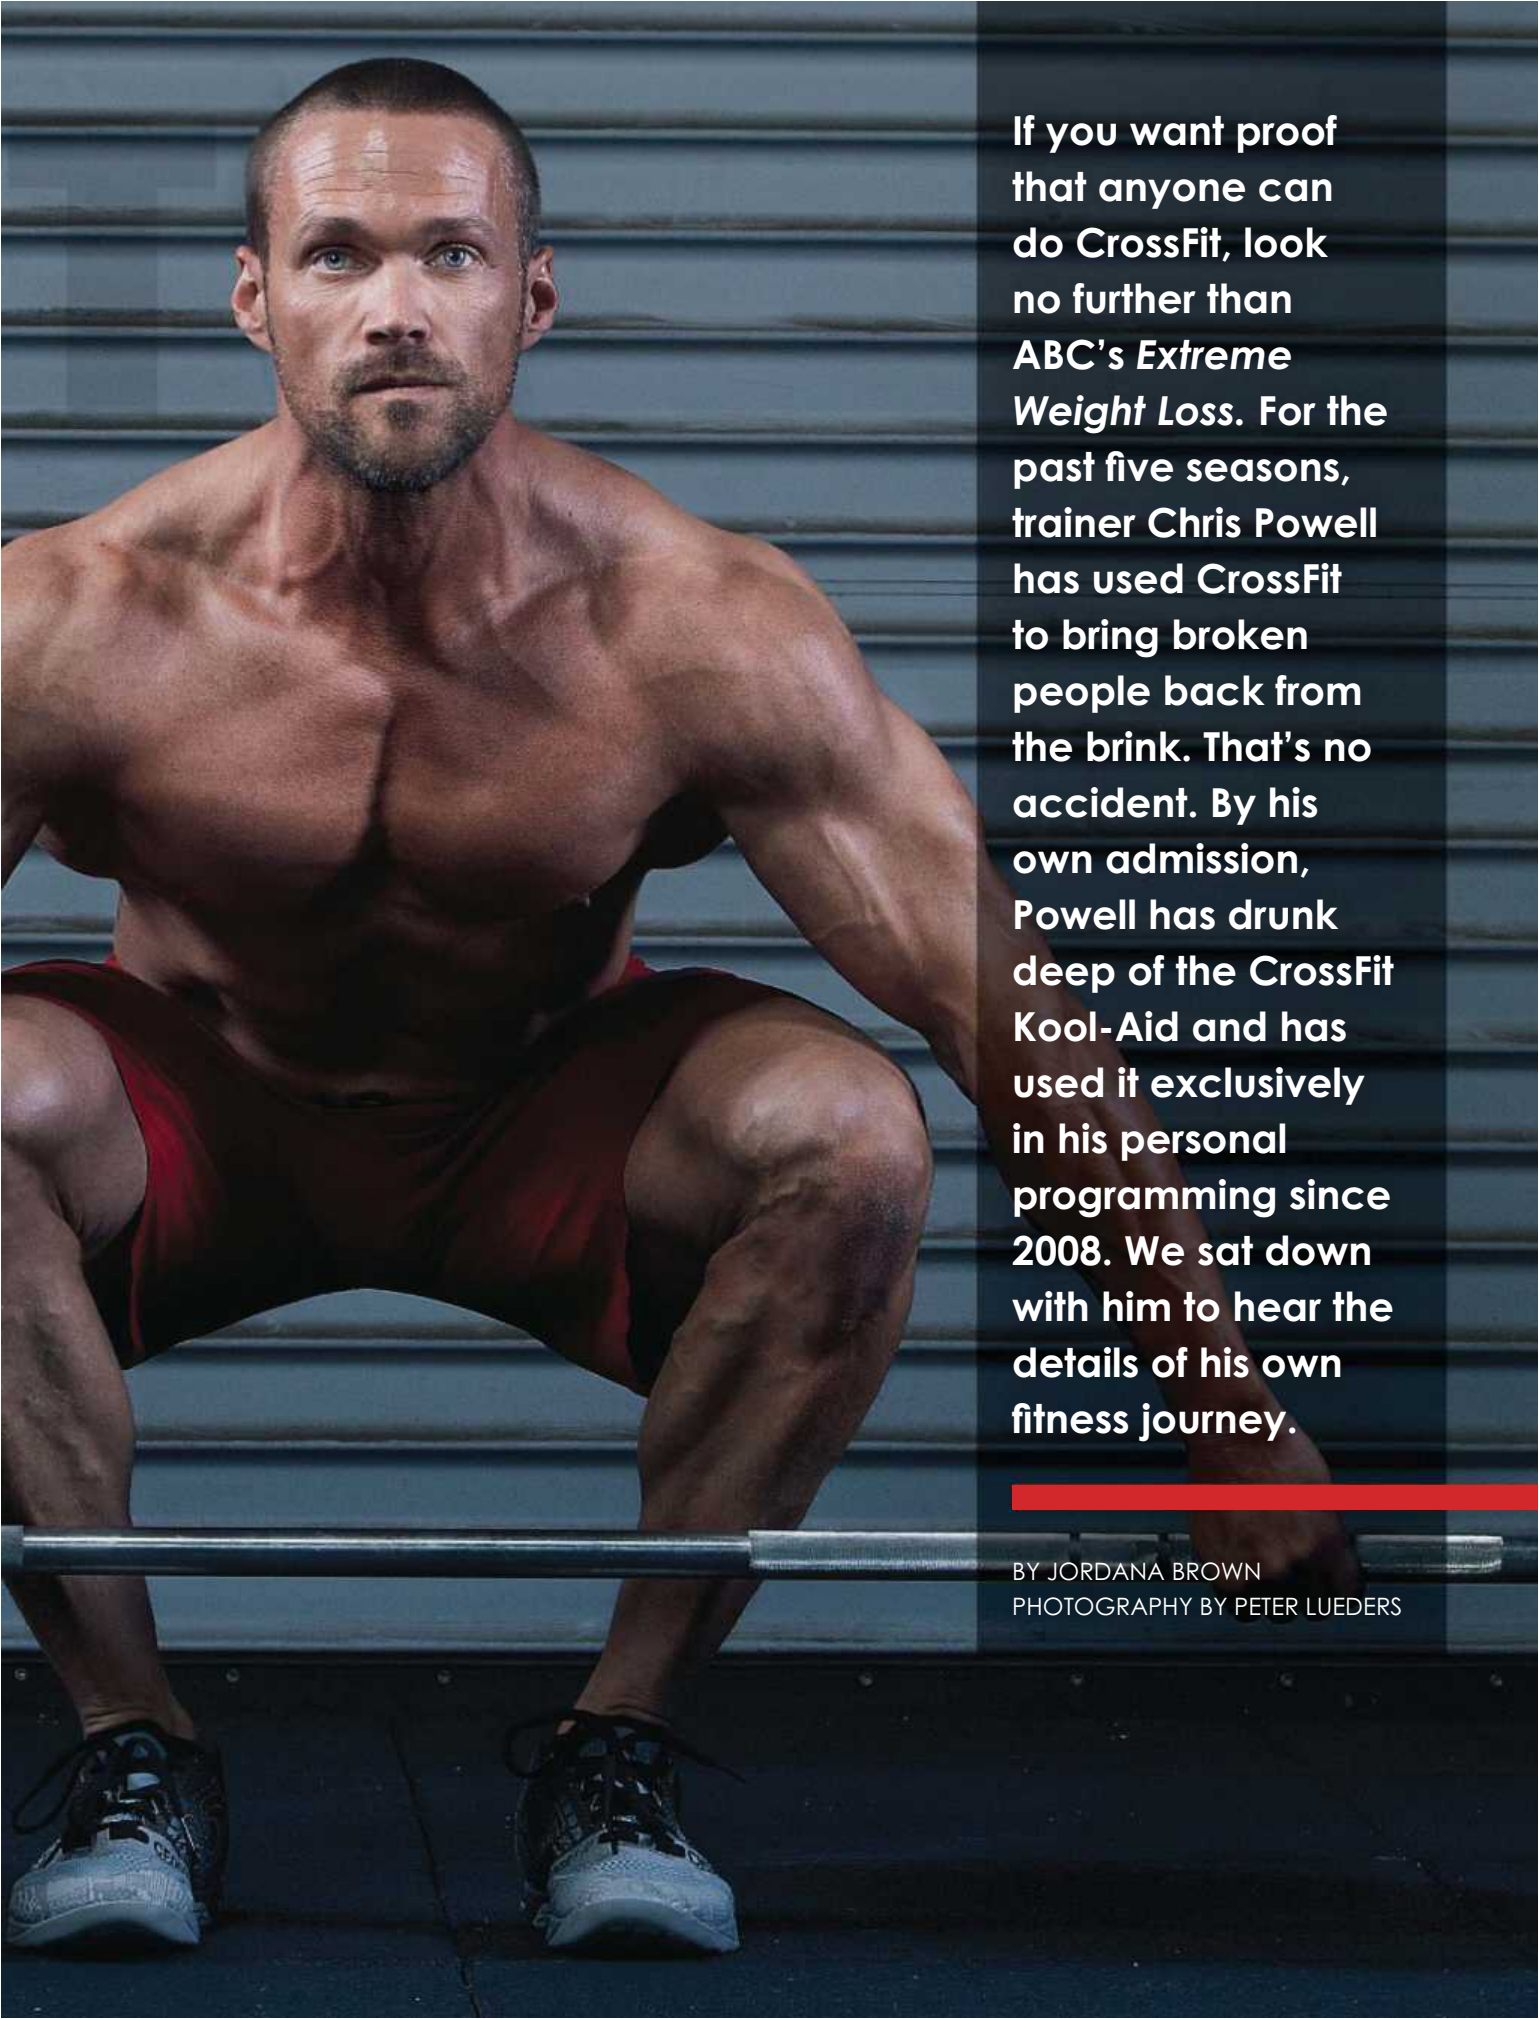 If you want proof
that anyone can
do CrossFit, look
no further than
ABC’s Extreme
Weight Loss. For the
past five seasons,
trainer Chris Powell
has used CrossFit
to bring broken
people back from
the brink. That’s no
accident. By his
own admission,
Powell has drunk
deep of the CrossFit
Kool-Aid and has
used it exclusively
in his personal
programming since
2008. We sat down
with him to hear the
details of his own
fitness journey.
BY JORDANA BROWN
PHOTOGRAPHY BY PETER LUEDERS